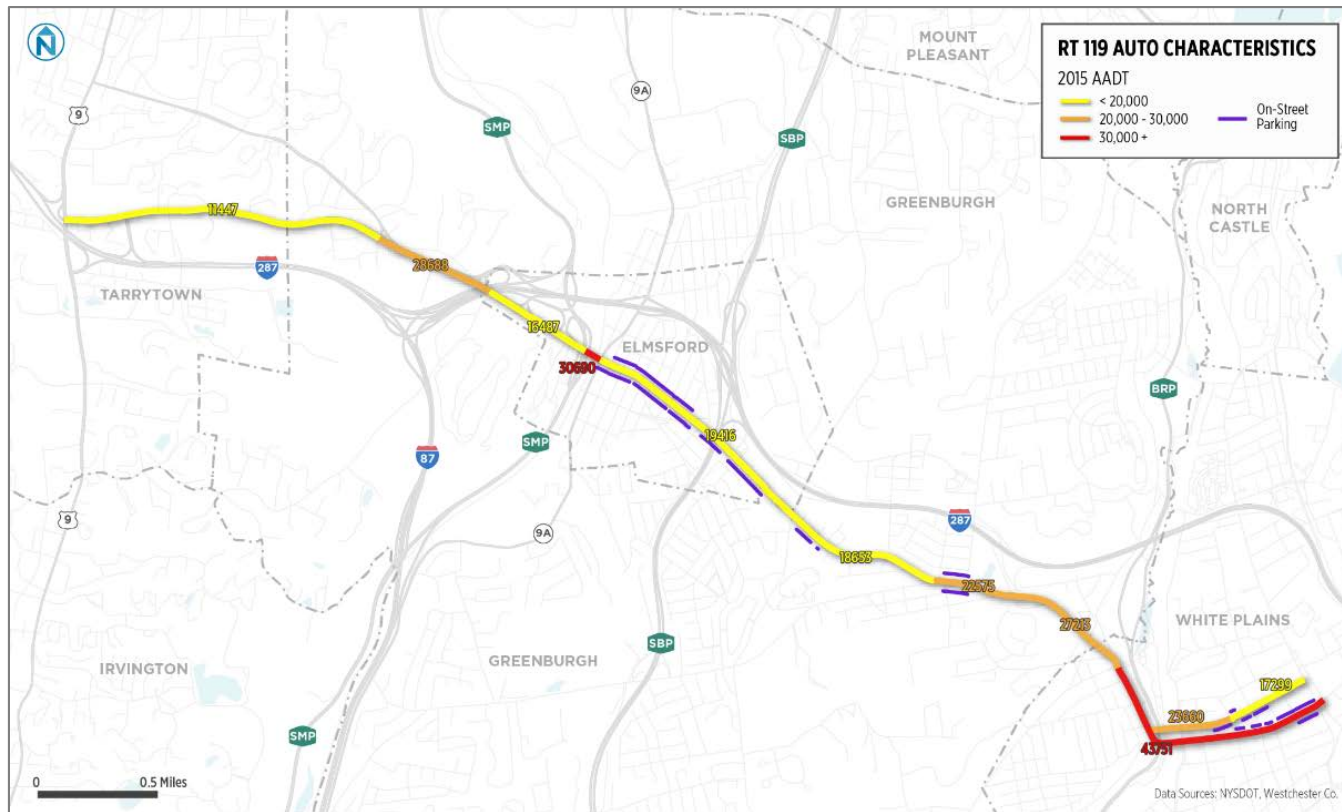 N
RT 119 AUTO CHARACTERISTICS
2015 AADT
< 20,000
20,000 - 30,000
30,000 +
On-Street
Parking
MOUNT
PLEASANT
9A
9
SMP
SBP
GREENBURGH
NORTH
CASTLE
11447
28688
287
TARRYTOWN
16487
ELMSFORD
30690
BRP
19416
SMP
87
9
9A
287
18653
22575
27213
WHITE PLAINS
SBP
GREENBURGH
IRVINGTON
17299
23660
SMP
43751
0
0.5 Miles
Data Sources: NYSDOT, Westchester Co.